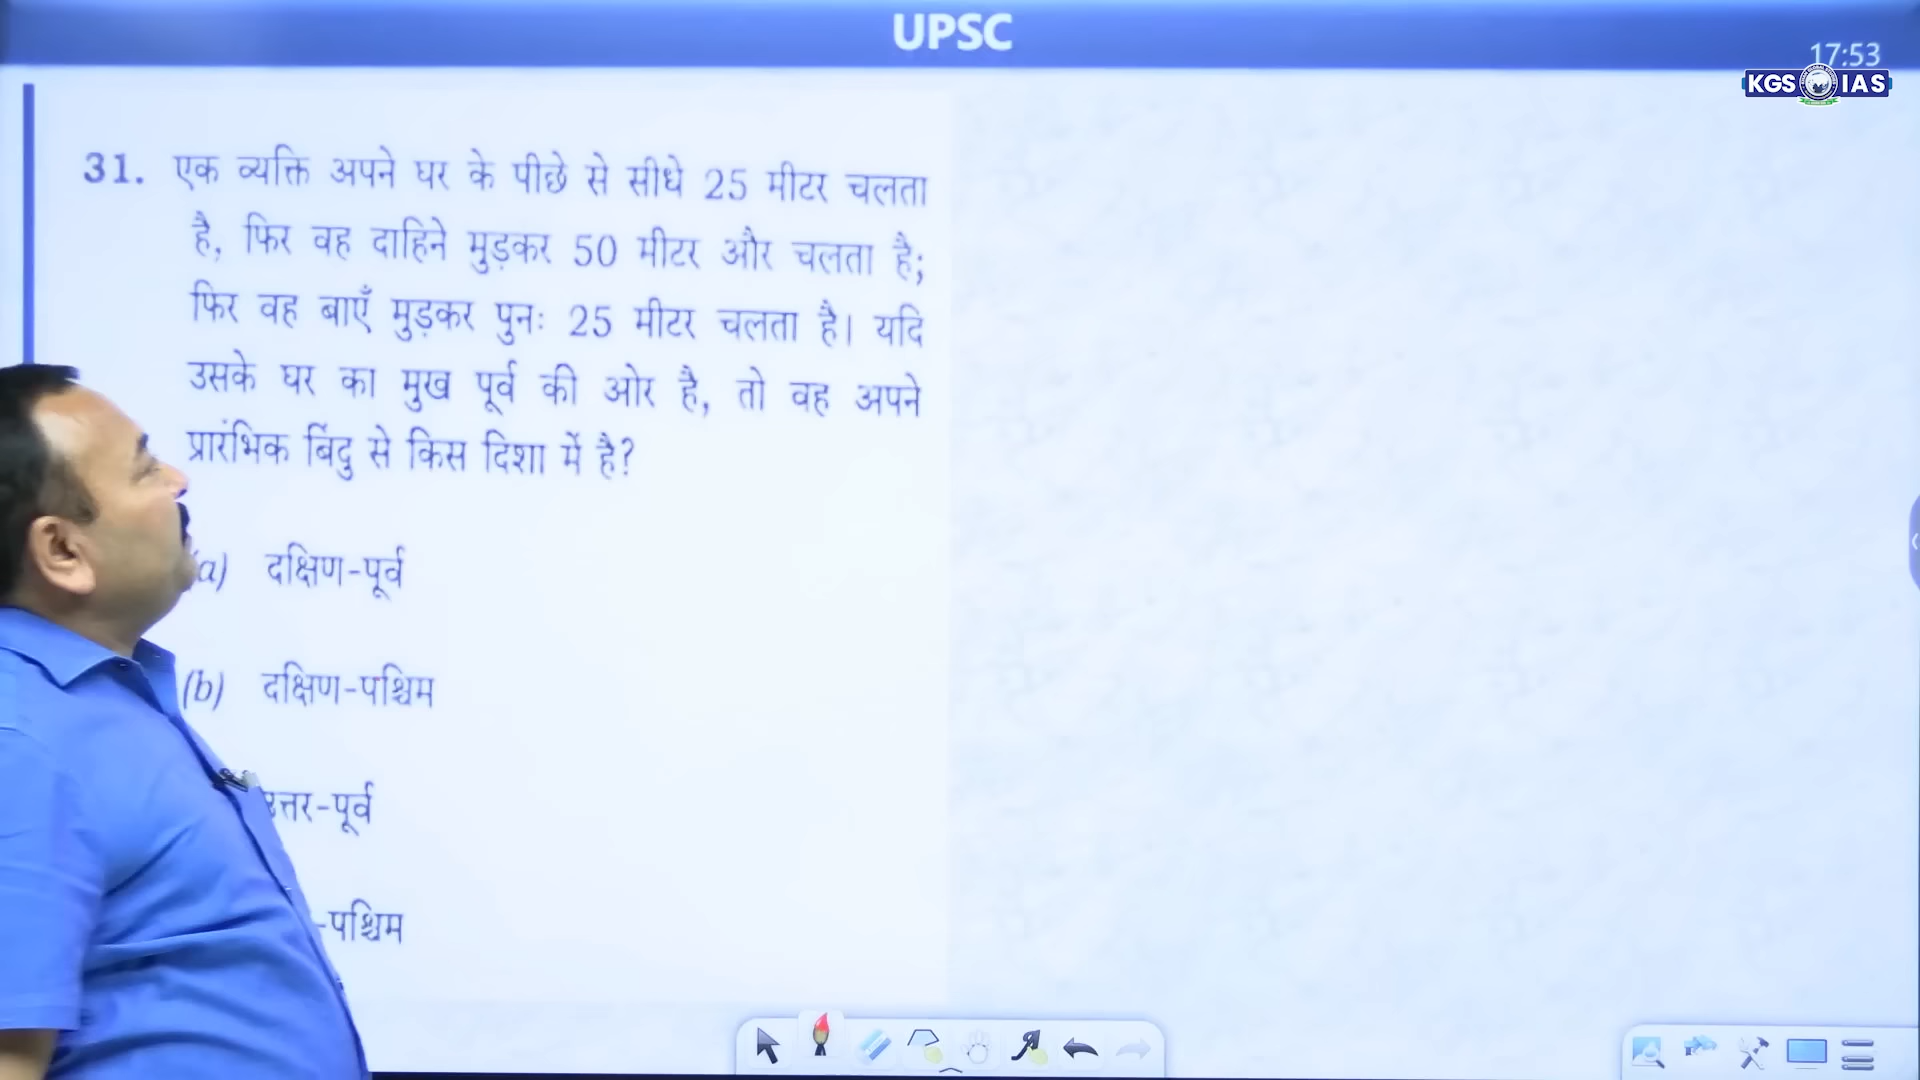 UPSC
17:53
KGS IAS
31. एक व्यक्ति अपने घर के पीछे से सीधे 25 मीटर चलता
है, फिर वह दाहिने मुड़कर 50 मीटर और चलता है;
फिर वह बाएँ मुड़कर पुनः 25 मीटर चलता है। यदि
उसके घर का मुख पूर्व की ओर है, तो वह अपने
प्रारंभिक बिंदु से किस दिशा में है?
(a) दक्षिण-पूर्व
(b) दक्षिण-पश्चिम
उत्तर-पूर्व
-पश्चिम